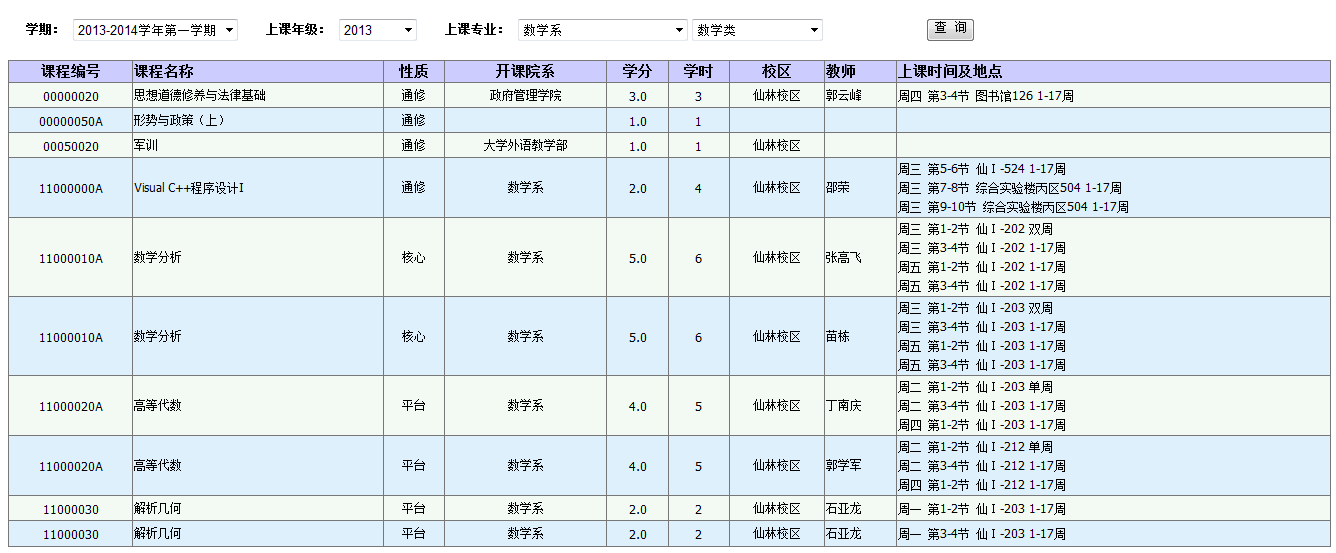 学期： 2013-2014学年第一学期 上课年级： 2013 上课专业： 数学系 数学类 查 询
课程编号 课程名称 性质 开课院系 学分 学时 校区 教师 上课时间及地点
00000020 思想道德修养与法律基础 通修 政府管理学院 3.0 3 仙林校区 郭云峰 周四 第3-4节 图书馆126 1-17周
00000050A 形势与政策（上） 通修 1.0 1
00050020 军训 通修 大学外语教学部 1.0 1 仙林校区
11000000A Visual C++程序设计I 通修 数学系 2.0 4 仙林校区 邵荣
周三 第5-6节 仙Ⅰ-524 1-17周
周三 第7-8节 综合实验楼丙区504 1-17周
周三 第9-10节 综合实验楼丙区504 1-17周
11000010A 数学分析 核心 数学系 5.0 6 仙林校区 张高飞
周三 第1-2节 仙Ⅰ-202 双周
周三 第3-4节 仙Ⅰ-202 1-17周
周五 第1-2节 仙Ⅰ-202 1-17周
周五 第3-4节 仙Ⅰ-202 1-17周
11000010A 数学分析 核心 数学系 5.0 6 仙林校区 苗栋
周三 第1-2节 仙Ⅰ-203 双周
周三 第3-4节 仙Ⅰ-203 1-17周
周五 第1-2节 仙Ⅰ-203 1-17周
周五 第3-4节 仙Ⅰ-203 1-17周
11000020A 高等代数 平台 数学系 4.0 5 仙林校区 丁南庆
周二 第1-2节 仙Ⅰ-203 单周
周二 第3-4节 仙Ⅰ-203 1-17周
周四 第1-2节 仙Ⅰ-203 1-17周
11000020A 高等代数 平台 数学系 4.0 5 仙林校区 郭学军
周二 第1-2节 仙Ⅰ-212 单周
周二 第3-4节 仙Ⅰ-212 1-17周
周四 第1-2节 仙Ⅰ-212 1-17周
11000030 解析几何 平台 数学系 2.0 2 仙林校区 石亚龙 周一 第1-2节 仙Ⅰ-203 1-17周
11000030 解析几何 平台 数学系 2.0 2 仙林校区 石亚龙 周一 第3-4节 仙Ⅰ-203 1-17周